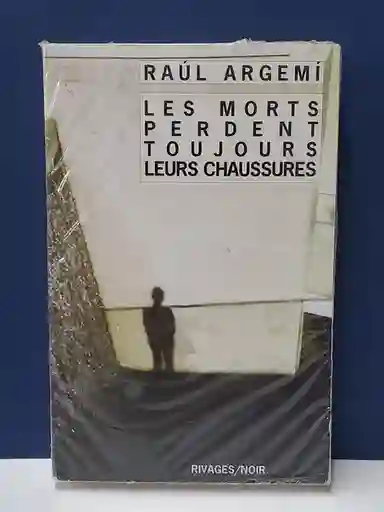 RAÚL ARGEMÍ
LES MORTS
PERDENT
TOUJOURS
LEURS CHAUSSURES
RIVAGES/NOIR